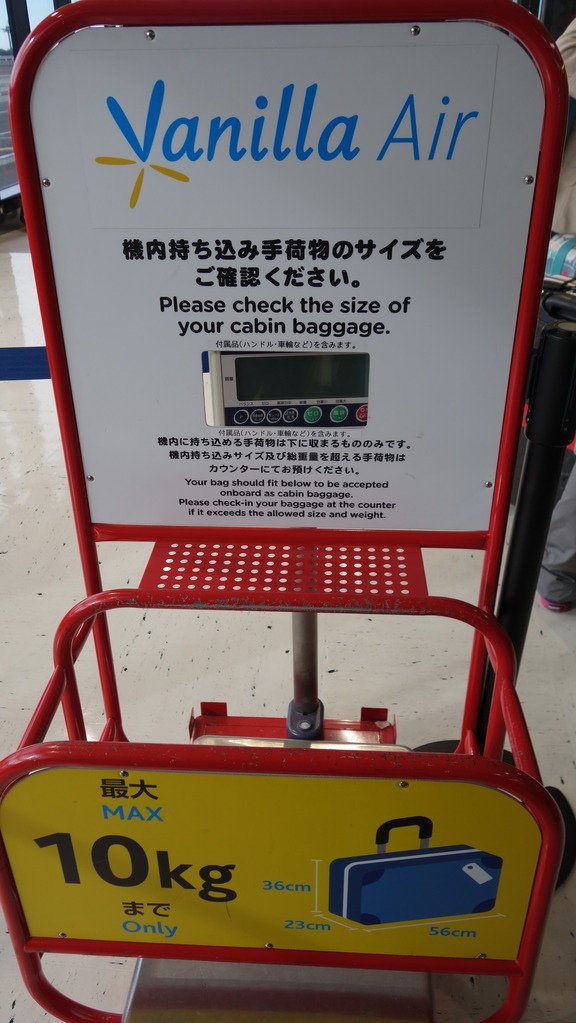 Vanilla Air
機内持ち込み手荷物のサイズを
ご確認ください。
Please check the size of
your cabin baggage.
付属品(ハンドル・車輪など)を含みます。
付属品(ハンドル・車輪など)を含みます。
機内に持ち込める手荷物は下に収まるもののみです。
機内持ち込みサイズ及び総重量を超える手荷物は
カウンターにてお預けください。
Your bag should fit below to be accepted
onboard as cabin baggage.
Please check-in your baggage at the counter
if it exceeds the allowed size and weight.
最大
MAX
10kg
まで
Only
36cm
23cm
56cm